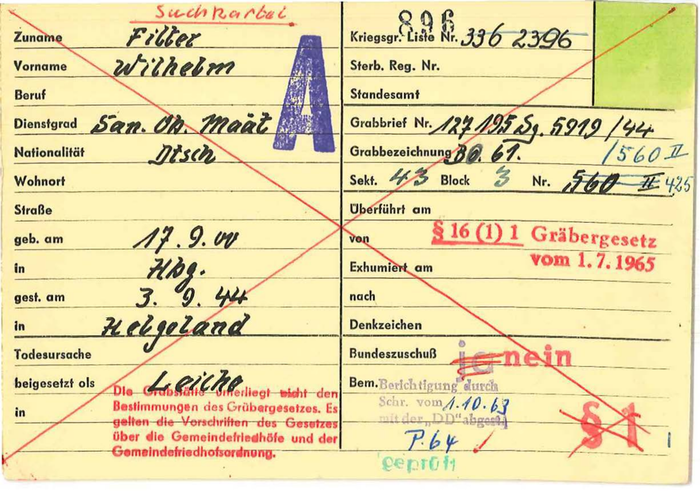 Suchkartei
Zuname Filter
Vorname Wilhelm
Beruf
Dienstgrad San. Ob. Maat
Nationalität Dtsch
Wohnort
Straße
geb. am 17.9.00
in Hbg.
gest. am 3.9.44
in Helgoland
Todesursache
beigesetzt als Leiche
in
Die Grabstätte unterliegt nicht den
Bestimmungen des Gräbergesetzes. Es
gelten die Vorschriften des Gesetzes
über die Gemeindefriedhöfe und der
Gemeindefriedhofsordnung.
A
896
Kriegsgr. Liste Nr. 336 2396
Sterb. Reg. Nr.
Standesamt
Grabbrief Nr. 127 195 Sg. 5919/44
Grabbezeichnung Bo. 61. /560 II
Sekt. 43 Block 3 Nr. 560 II 425
Überführt am
von
§ 16 (1) 1 Gräbergesetz
vom 1.7.1965
Exhumiert am
nach
Denkzeichen
Bundeszuschuß ja nein
Bem. Berichtigung durch
Schr. vom 1.10.63
mit der „DD" abgest.
P. 64
geprüft
§ 1